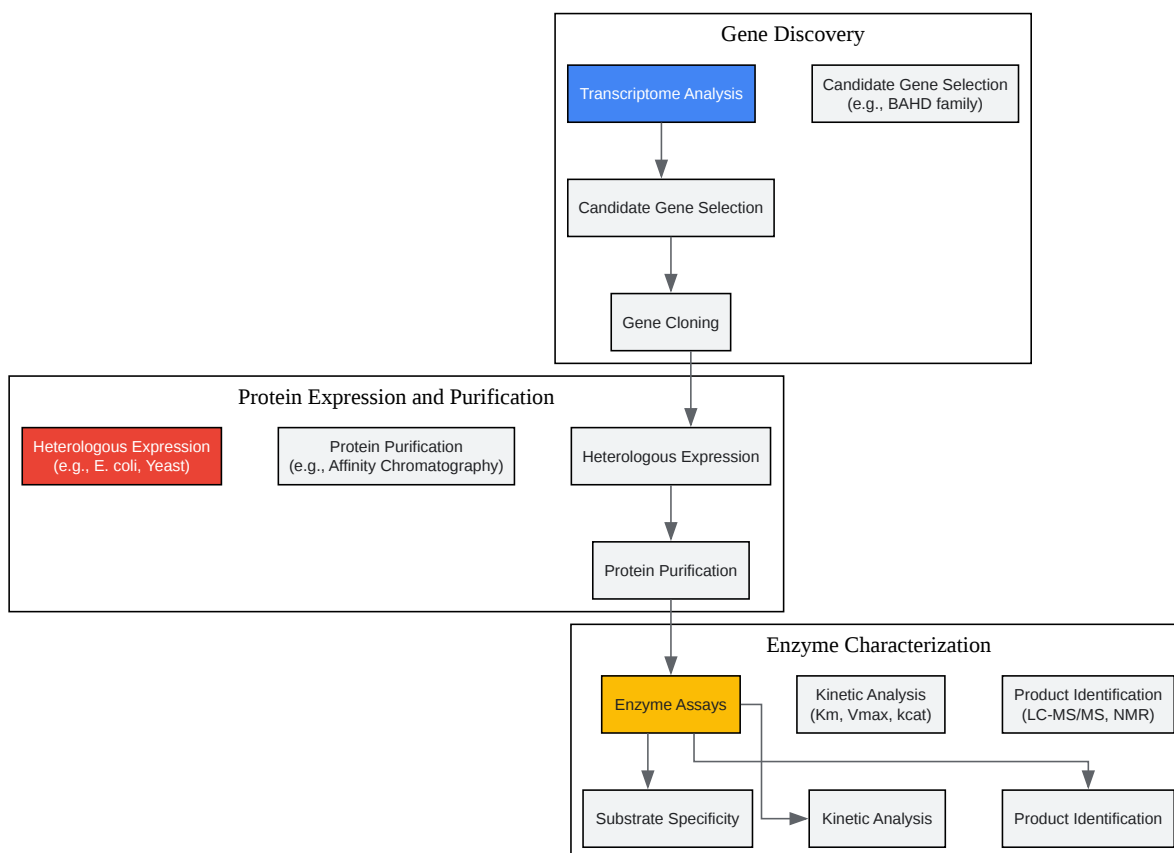 Gene Discovery
Transcriptome Analysis
Candidate Gene Selection
(e.g., BAHD family)
Candidate Gene Selection
Gene Cloning
Protein Expression and Purification
Heterologous Expression
(e.g., E. coli, Yeast)
Protein Purification
(e.g., Affinity Chromatography)
Heterologous Expression
Protein Purification
Enzyme Characterization
Enzyme Assays
Kinetic Analysis
(Km, Vmax, kcat)
Product Identification
(LC-MS/MS, NMR)
Substrate Specificity
Kinetic Analysis
Product Identification